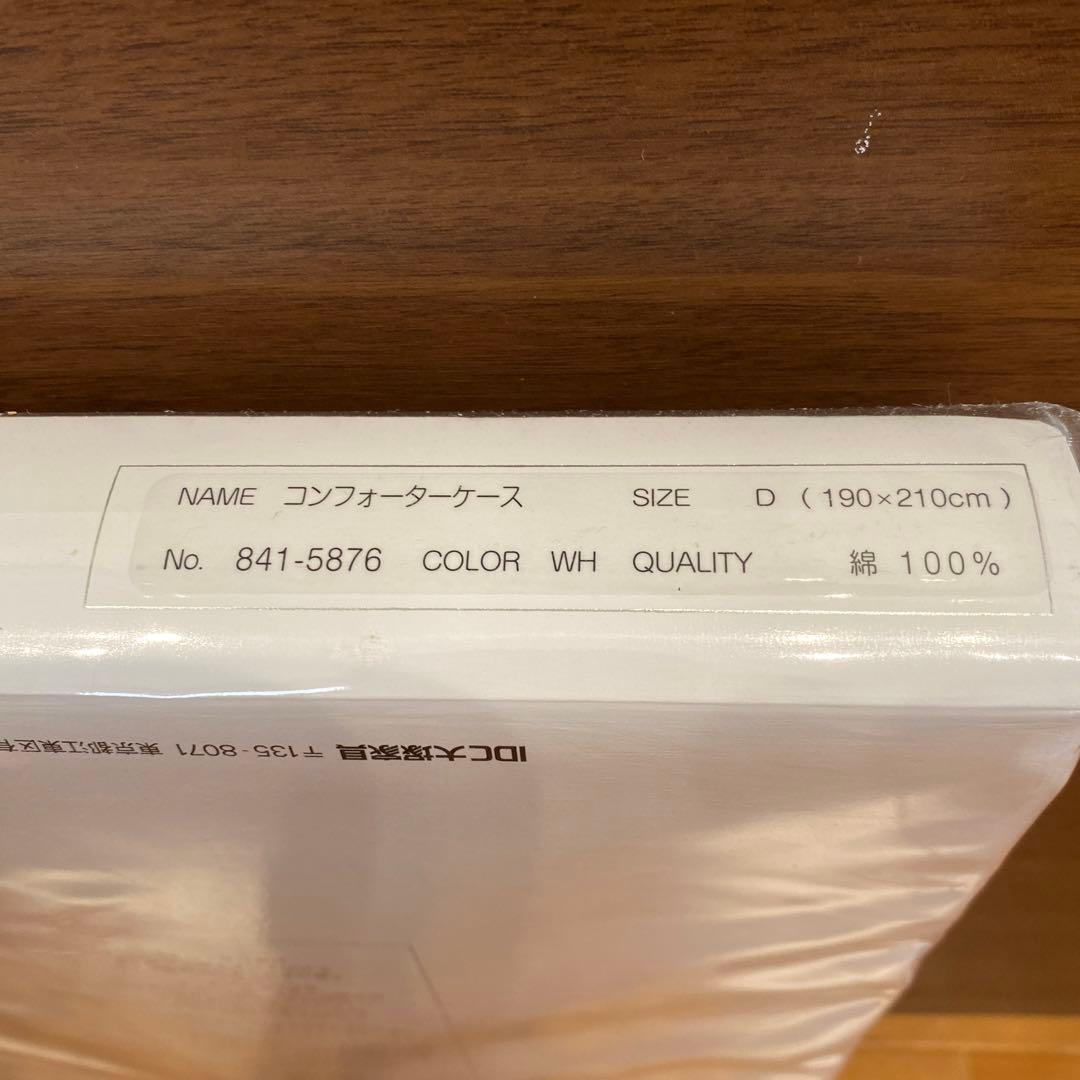 NAME コンフォーターケース SIZE D (190×210cm)
No. 841-5876 COLOR WH QUALITY 綿 100%
IDC大塚家具 〒135-8071 東京都江東区有